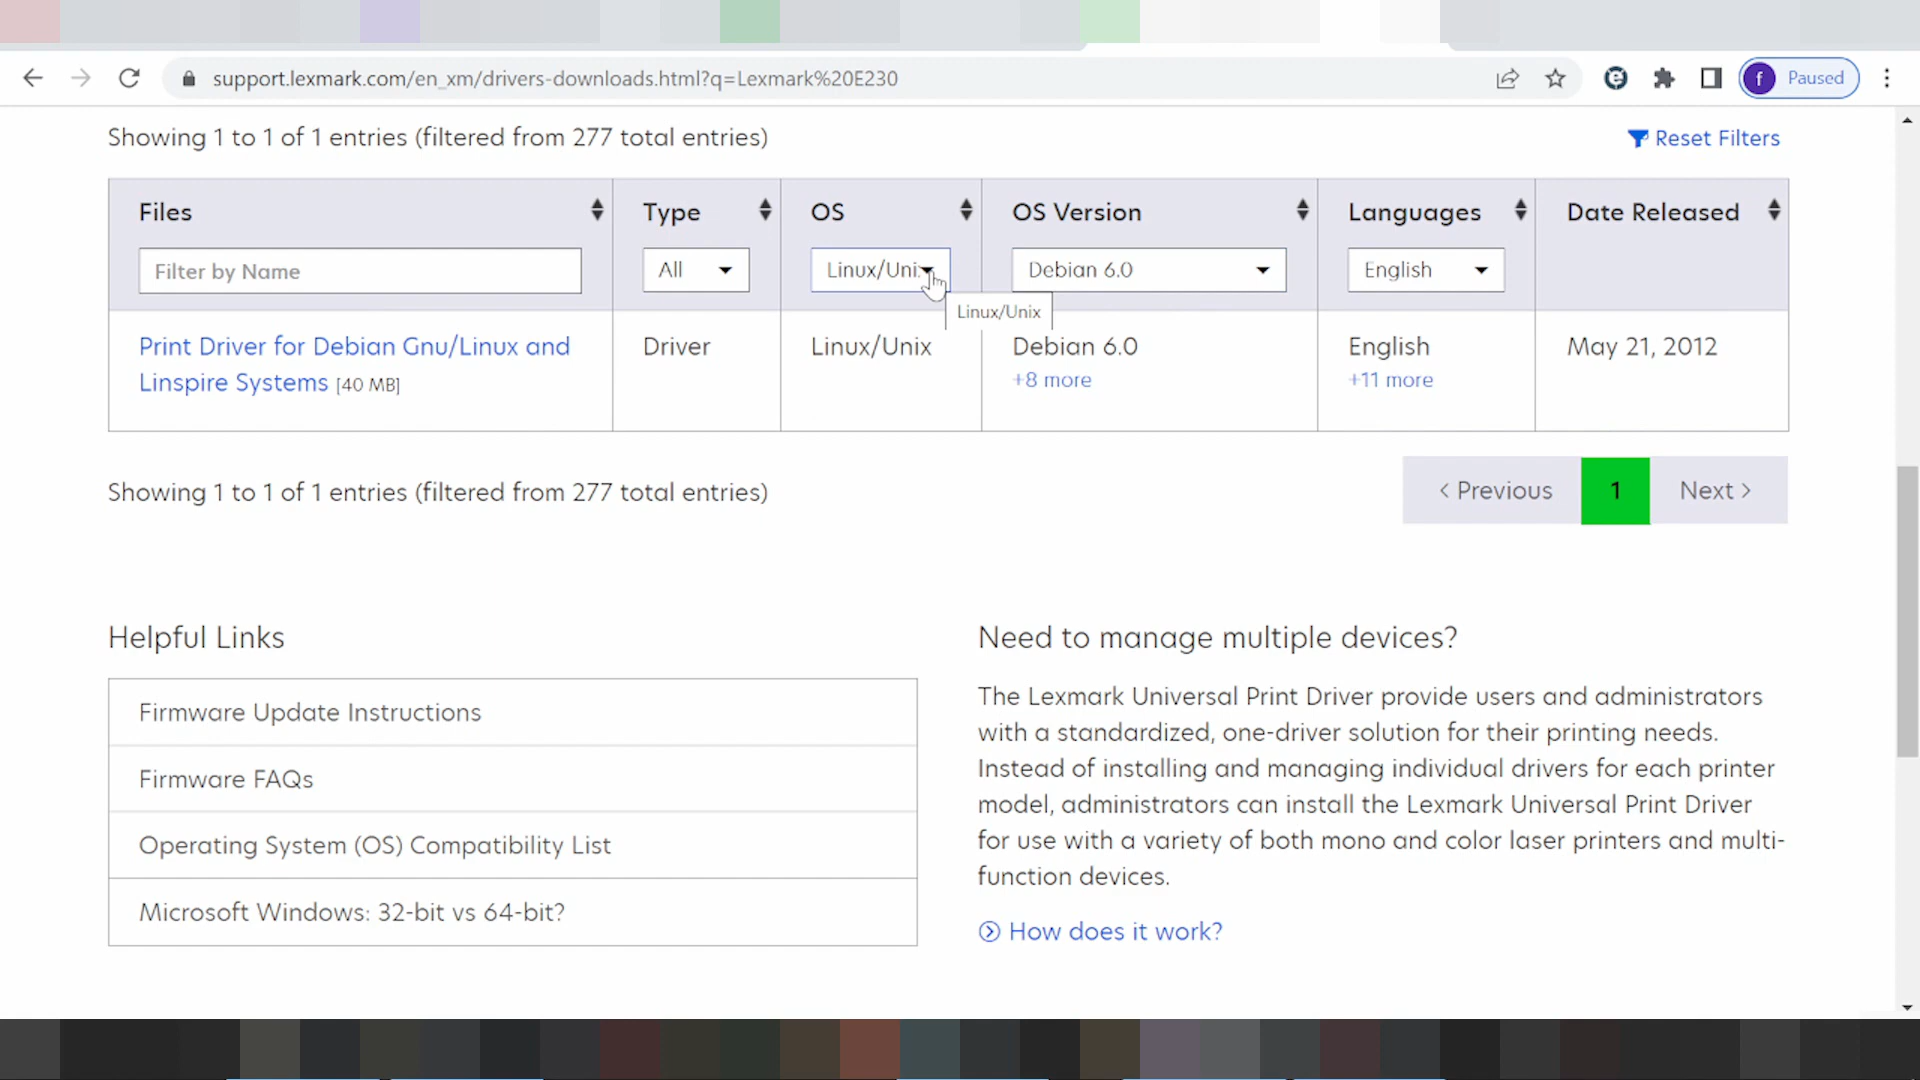 support.lexmark.com/en_xm/drivers-downloads.html?q=Lexmark%20E230
f Paused
Showing 1 to 1 of 1 entries (filtered from 277 total entries)
Reset Filters
Files Type OS OS Version Languages Date Released
Filter by Name All Linux/Uni Debian 6.0 English
Linux/Unix
Print Driver for Debian Gnu/Linux and Driver Linux/Unix Debian 6.0 English May 21, 2012
Linspire Systems [40 MB] +8 more +11 more
Showing 1 to 1 of 1 entries (filtered from 277 total entries)
< Previous 1 Next >
Helpful Links
Firmware Update Instructions
Firmware FAQs
Operating System (OS) Compatibility List
Microsoft Windows: 32-bit vs 64-bit?
Need to manage multiple devices?
The Lexmark Universal Print Driver provide users and administrators
with a standardized, one-driver solution for their printing needs.
Instead of installing and managing individual drivers for each printer
model, administrators can install the Lexmark Universal Print Driver
for use with a variety of both mono and color laser printers and multi-
function devices.
How does it work?